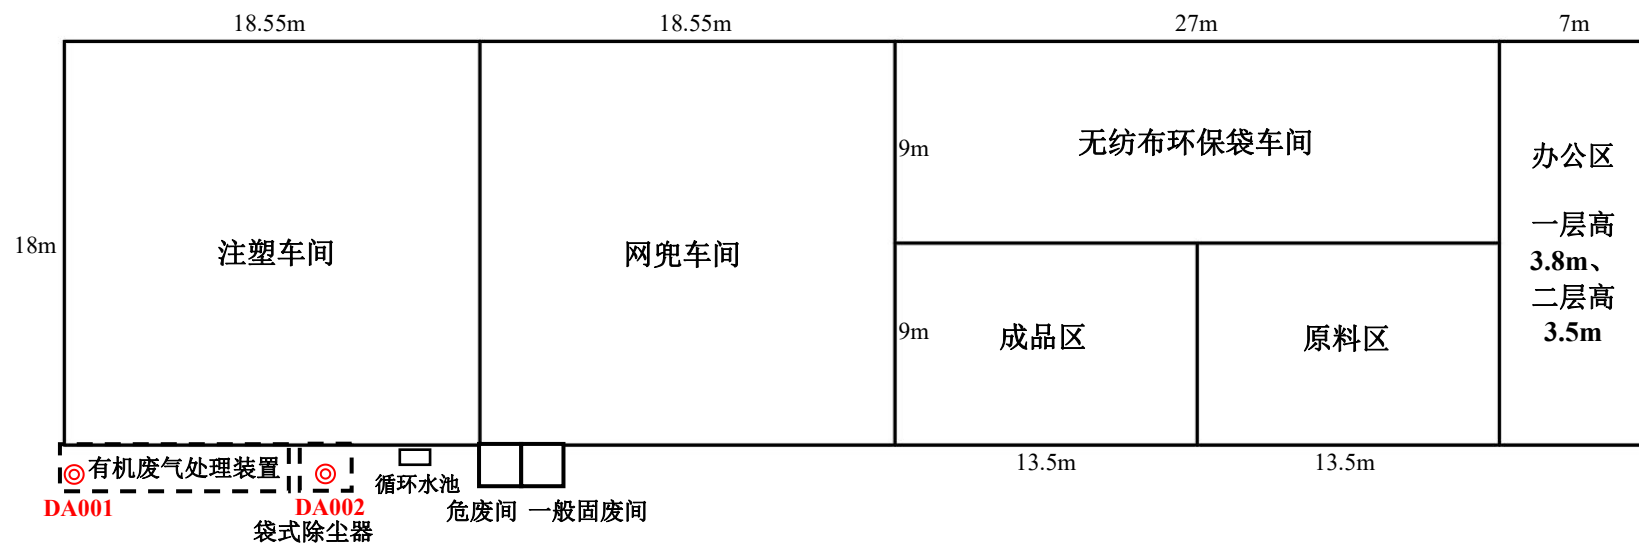 18.55m
18.55m
27m
7m
18m
注塑车间
网兜车间
9m
无纺布环保袋车间
9m
成品区
原料区
办公区
一层高
3.8m、
二层高
3.5m
13.5m
13.5m
有机废气处理装置
DA001
DA002
袋式除尘器
循环水池
危废间
一般固废间